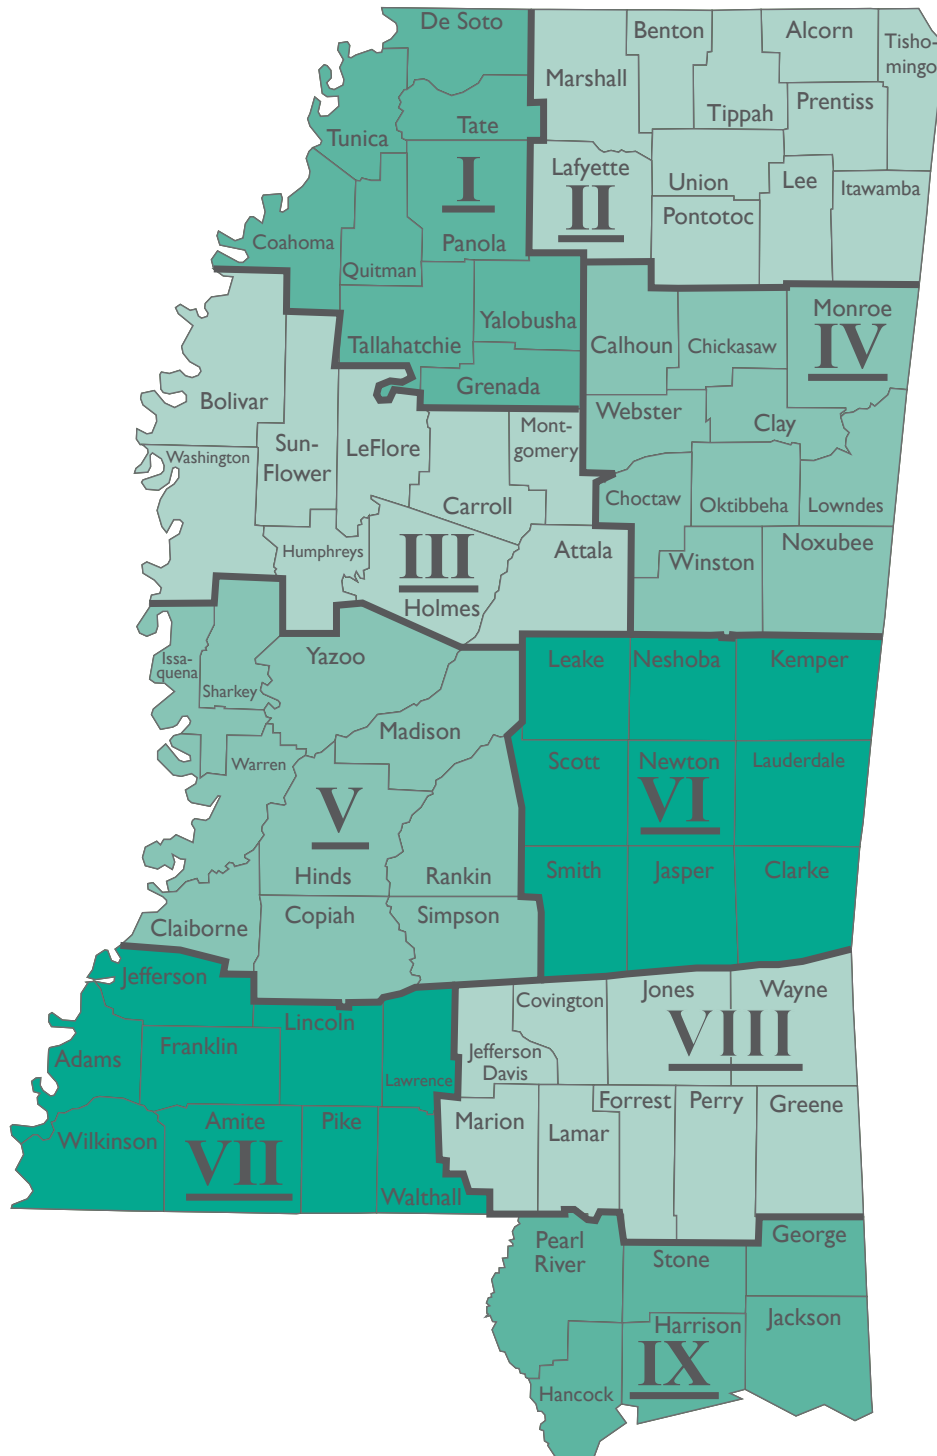 De Soto
Benton
Alcorn
Tisho-
mingo
Marshall
Tippah
Prentiss
Tunica
Tate
I
Lafyette
II
Union
Lee
Itawamba
Pontotoc
Coahoma
Quitman
Panola
Yalobusha
Tallahatchie
Grenada
Calhoun
Chickasaw
Monroe
IV
Bolivar
Webster
Clay
Sun-
Flower
LeFlore
Mont-
gomery
Washington
Carroll
Choctaw
Oktibbeha
Lowndes
Humphreys
III
Holmes
Attala
Winston
Noxubee
Issa-
quena
Sharkey
Yazoo
Leake
Neshoba
Kemper
Madison
Warren
Scott
Newton
VI
Lauderdale
V
Hinds
Rankin
Smith
Jasper
Clarke
Claiborne
Copiah
Simpson
Jefferson
Lincoln
Covington
Jones
Wayne
VIII
Adams
Franklin
Lawrence
Jefferson
Davis
Wilkinson
Amite
VII
Pike
Walthall
Marion
Lamar
Forrest
Perry
Greene
Pearl
River
Stone
George
Harrison
IX
Jackson
Hancock